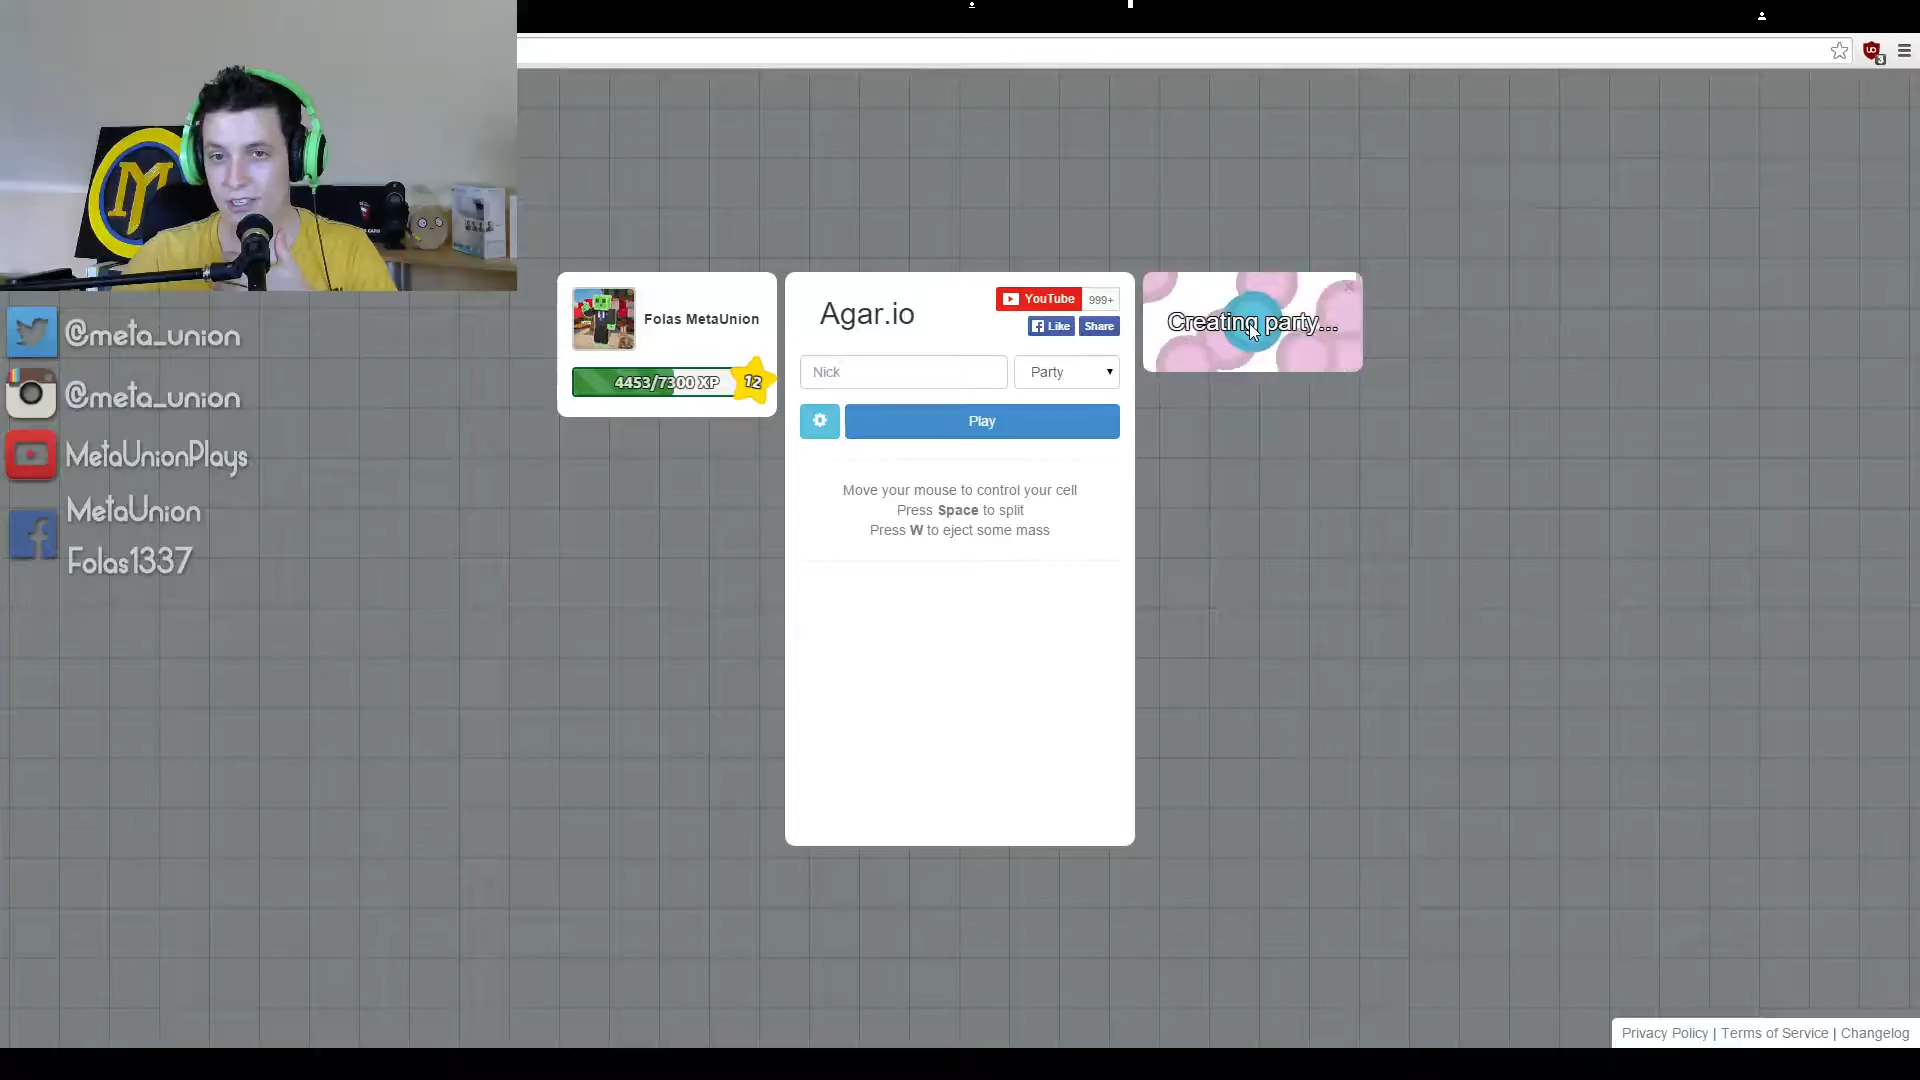 @meta_union
@meta_union
MetaUnionPlays
MetaUnion
Folas1337
Folas MetaUnion
4453/7300 XP
12
Agar.io
YouTube
999+
Like
Share
Nick
Party
Play
Move your mouse to control your cell
Press Space to split
Press W to eject some mass
Creating party...
3
Privacy Policy | Terms of Service | Changelog